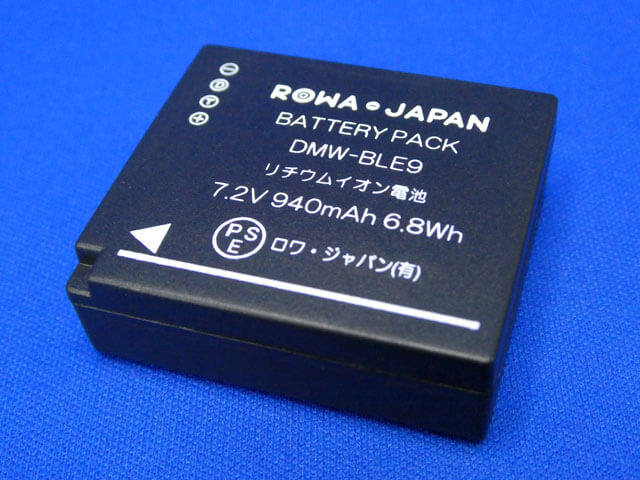 ⊖
Ⓓ
Ⓣ
⊕
ROWA・JAPAN
BATTERY PACK
DMW-BLE9
リチウムイオン電池
7.2V 940mAh 6.8Wh
PSE ロワ・ジャパン(有)